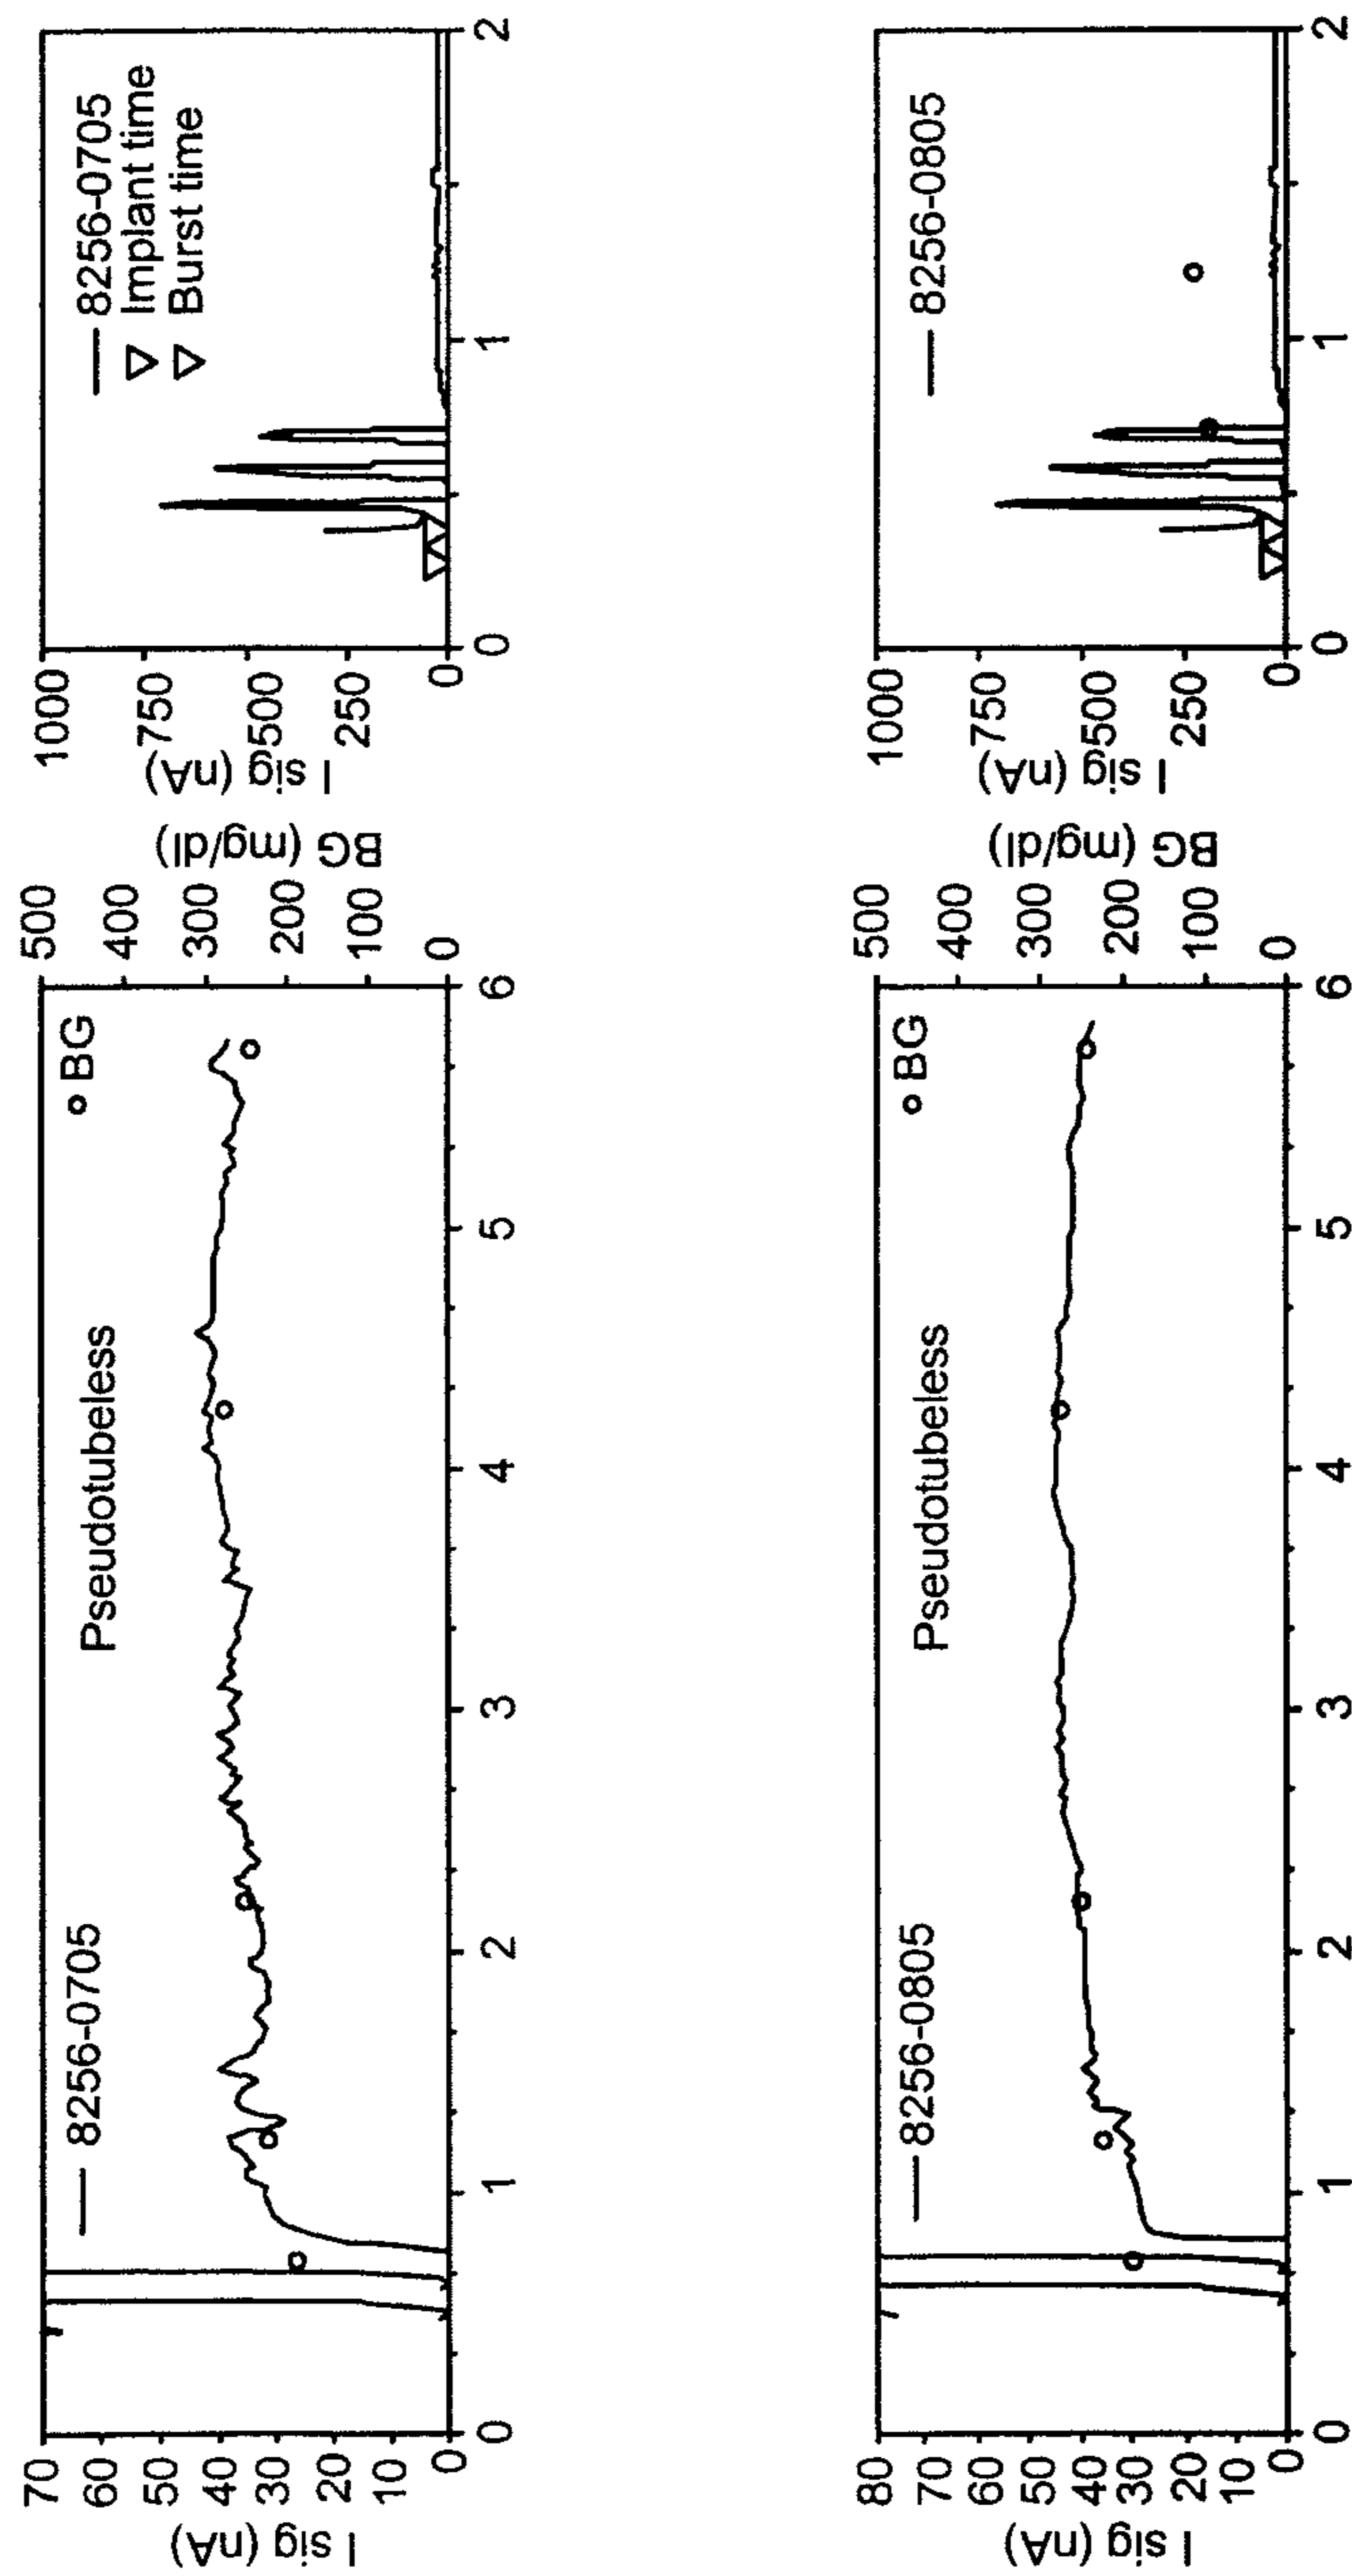 8256-0705
Pseudotubeless
BG
I sig (nA)
70
60
50
40
30
20
10
0
0 1 2 3 4 5 6
500
400
300
200
100
0
BG (mg/dl)
I sig (nA)
1000
750
500
250
0
0 1 2
8256-0705
Implant time
Burst time
8256-0805
Pseudotubeless
BG
I sig (nA)
80
70
60
50
40
30
20
10
0
0 1 2 3 4 5 6
500
400
300
200
100
0
BG (mg/dl)
I sig (nA)
1000
750
500
250
0
0 1 2
8256-0805